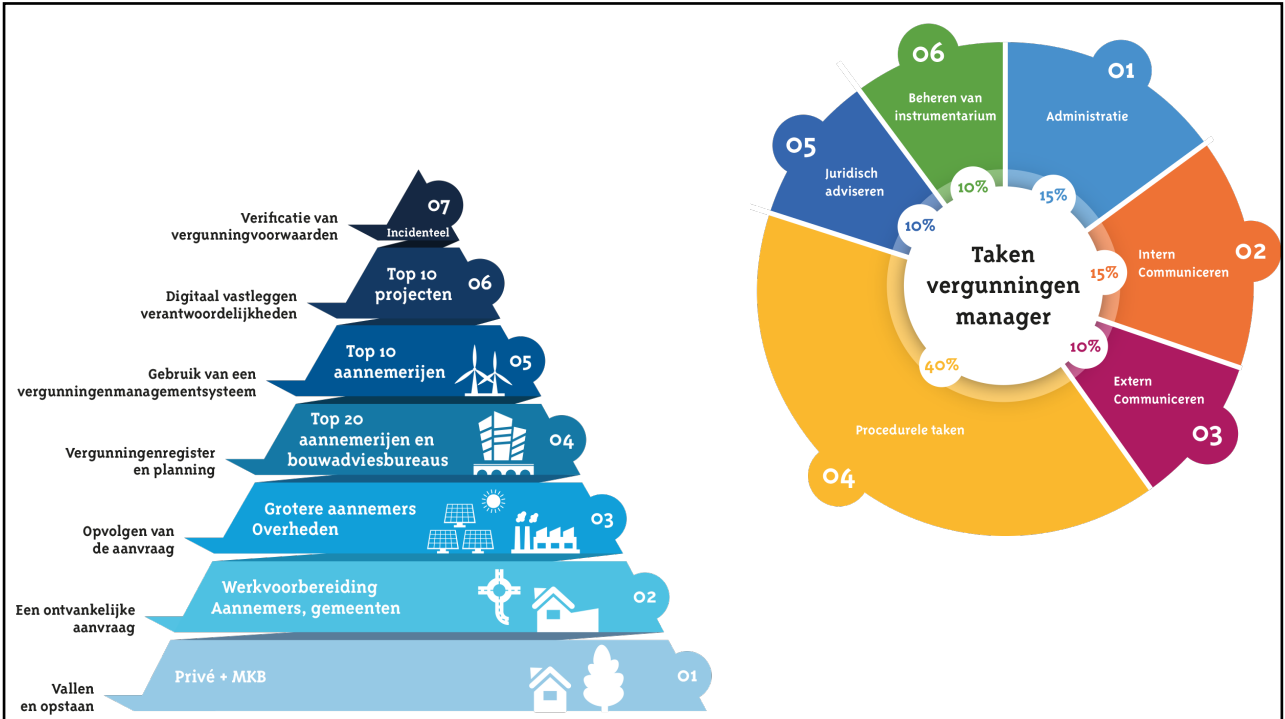 Verificatie van
vergunningvoorwaarden
07
Incidenteel
Digitaal vastleggen
verantwoordelijkheden
Top 10
projecten
06
Gebruik van een
vergunningenmanagementsysteem
Top 10
aannemerijen
05
Vergunningenregister
en planning
Top 20
aannemerijen en
bouwadviesbureaus
04
Opvolgen van
de aanvraag
Grotere aannemers
Overheden
03
Een ontvankelijke
aanvraag
Werkvoorbereiding
Aannemers, gemeenten
02
Vallen
en opstaan
Privé + MKB
01
Taken
vergunningen
manager
01
Administratie
15%
02
Intern
Communiceren
15%
03
Extern
Communiceren
10%
04
Procedurele taken
40%
05
Juridisch
adviseren
10%
06
Beheren van
instrumentarium
10%